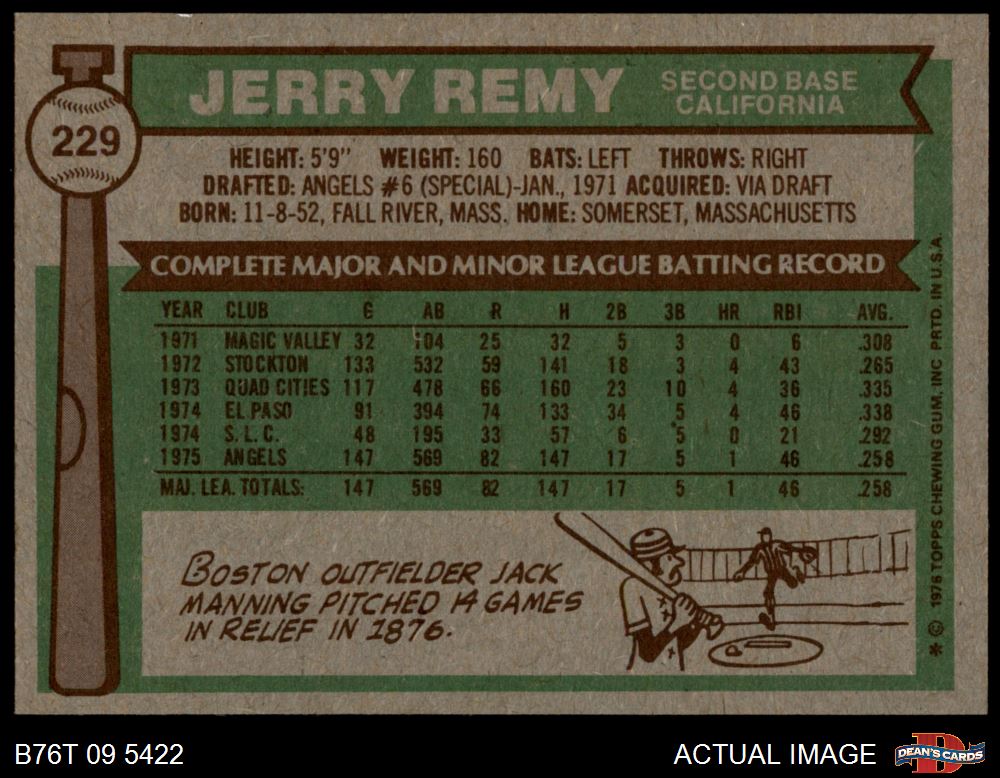 229
JERRY REMY
SECOND BASE
CALIFORNIA
HEIGHT: 5'9" WEIGHT: 160 BATS: LEFT THROWS: RIGHT
DRAFTED: ANGELS #6 (SPECIAL)-JAN., 1971 ACQUIRED: VIA DRAFT
BORN: 11-8-52, FALL RIVER, MASS. HOME: SOMERSET, MASSACHUSETTS
COMPLETE MAJOR AND MINOR LEAGUE BATTING RECORD
YEAR CLUB G AB R H 2B 3B HR RBI AVG.
1971 MAGIC VALLEY 32 104 25 32 5 3 0 6 .308
1972 STOCKTON 133 532 59 141 18 3 4 43 .265
1973 QUAD CITIES 117 478 66 160 23 10 4 36 .335
1974 EL PASO 91 394 74 133 34 5 4 46 .338
1974 S.L.C. 48 195 33 57 6 5 0 21 .292
1975 ANGELS 147 569 82 147 17 5 1 46 .258
MAJ. LEA. TOTALS: 147 569 82 147 17 5 1 46 .258
BOSTON OUTFIELDER JACK
MANNING PITCHED 14 GAMES
IN RELIEF IN 1876.
* © 1976 TOPPS CHEWING GUM, INC PRTD. IN U.S.A.
B76T 09 5422
ACTUAL IMAGE
DEAN'S CARDS